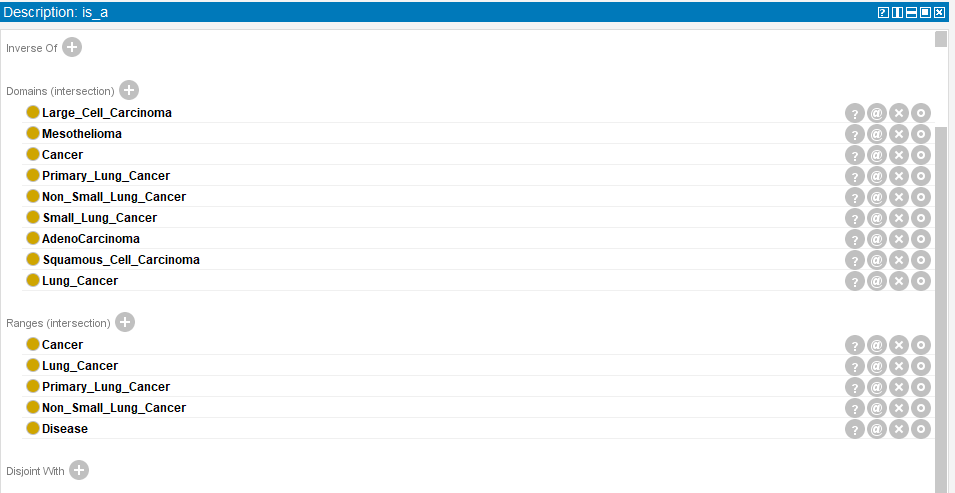 Description: is_a
Inverse Of
Domains (intersection)
Large_Cell_Carcinoma
Mesothelioma
Cancer
Primary_Lung_Cancer
Non_Small_Lung_Cancer
Small_Lung_Cancer
AdenoCarcinoma
Squamous_Cell_Carcinoma
Lung_Cancer
Ranges (intersection)
Cancer
Lung_Cancer
Primary_Lung_Cancer
Non_Small_Lung_Cancer
Disease
Disjoint With